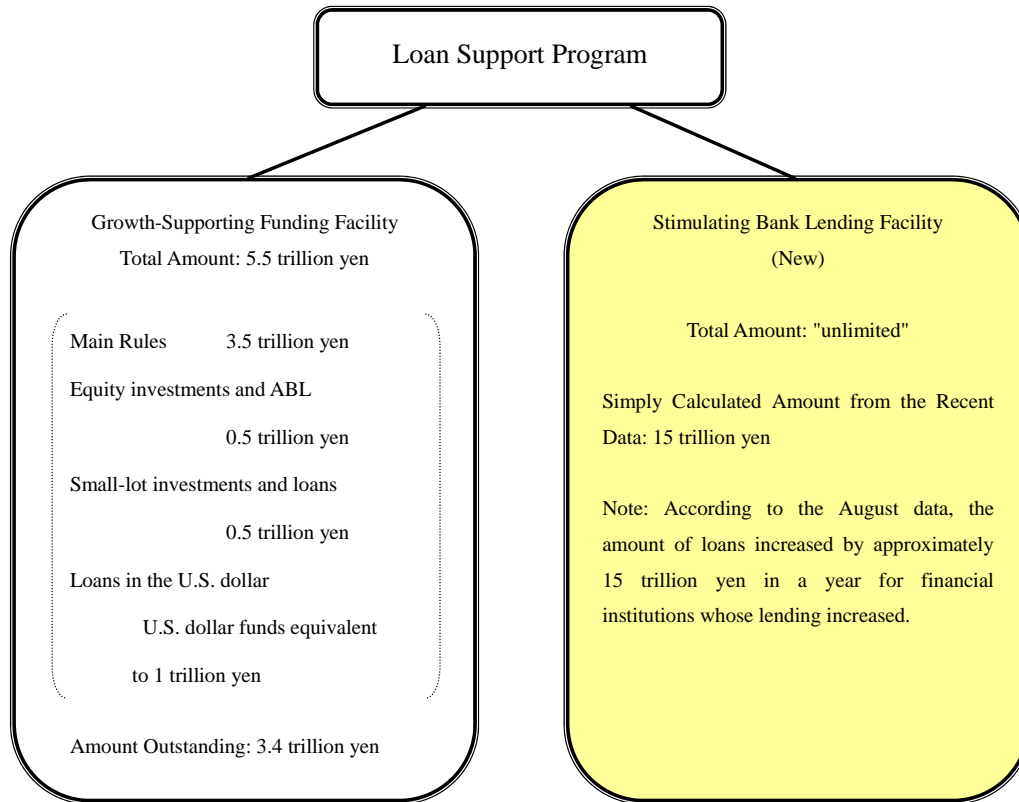 Loan Support Program
Growth-Supporting Funding Facility
Total Amount: 5.5 trillion yen
Main Rules 3.5 trillion yen
Equity investments and ABL
0.5 trillion yen
Small-lot investments and loans
0.5 trillion yen
Loans in the U.S. dollar
U.S. dollar funds equivalent
to 1 trillion yen
Amount Outstanding: 3.4 trillion yen
Stimulating Bank Lending Facility
(New)
Total Amount: "unlimited"
Simply Calculated Amount from the Recent
Data: 15 trillion yen
Note: According to the August data, the
amount of loans increased by approximately
15 trillion yen in a year for financial
institutions whose lending increased.